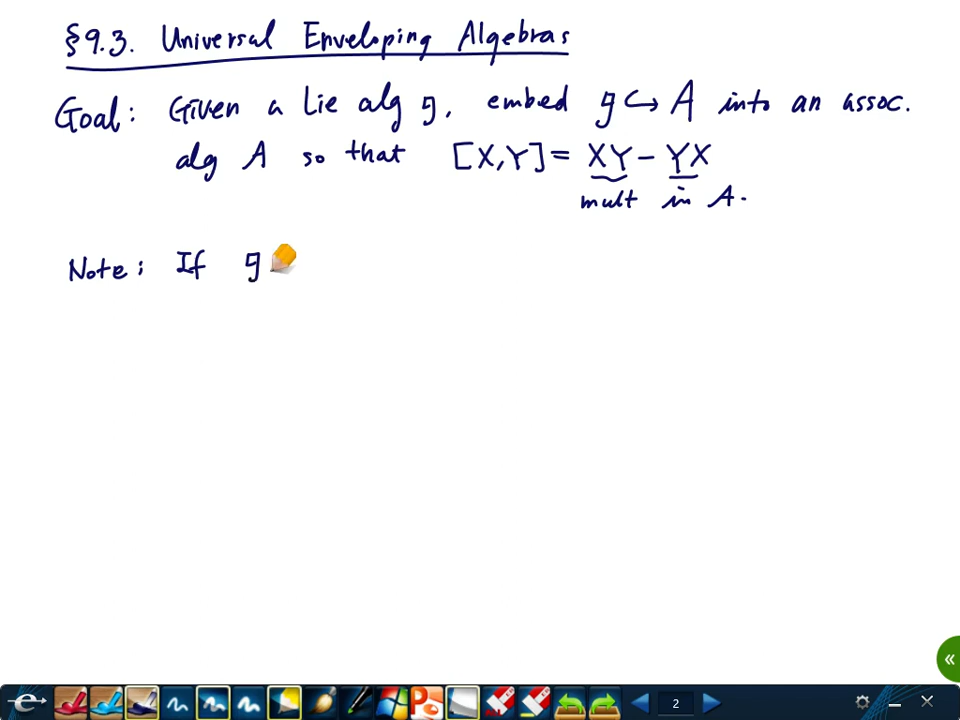 §9.3. Universal Enveloping Algebras
Goal: Given a Lie alg g, embed g ↪ A into an assoc.
alg A so that [X,Y] = XY - YX
mult in A.
Note: If g
2